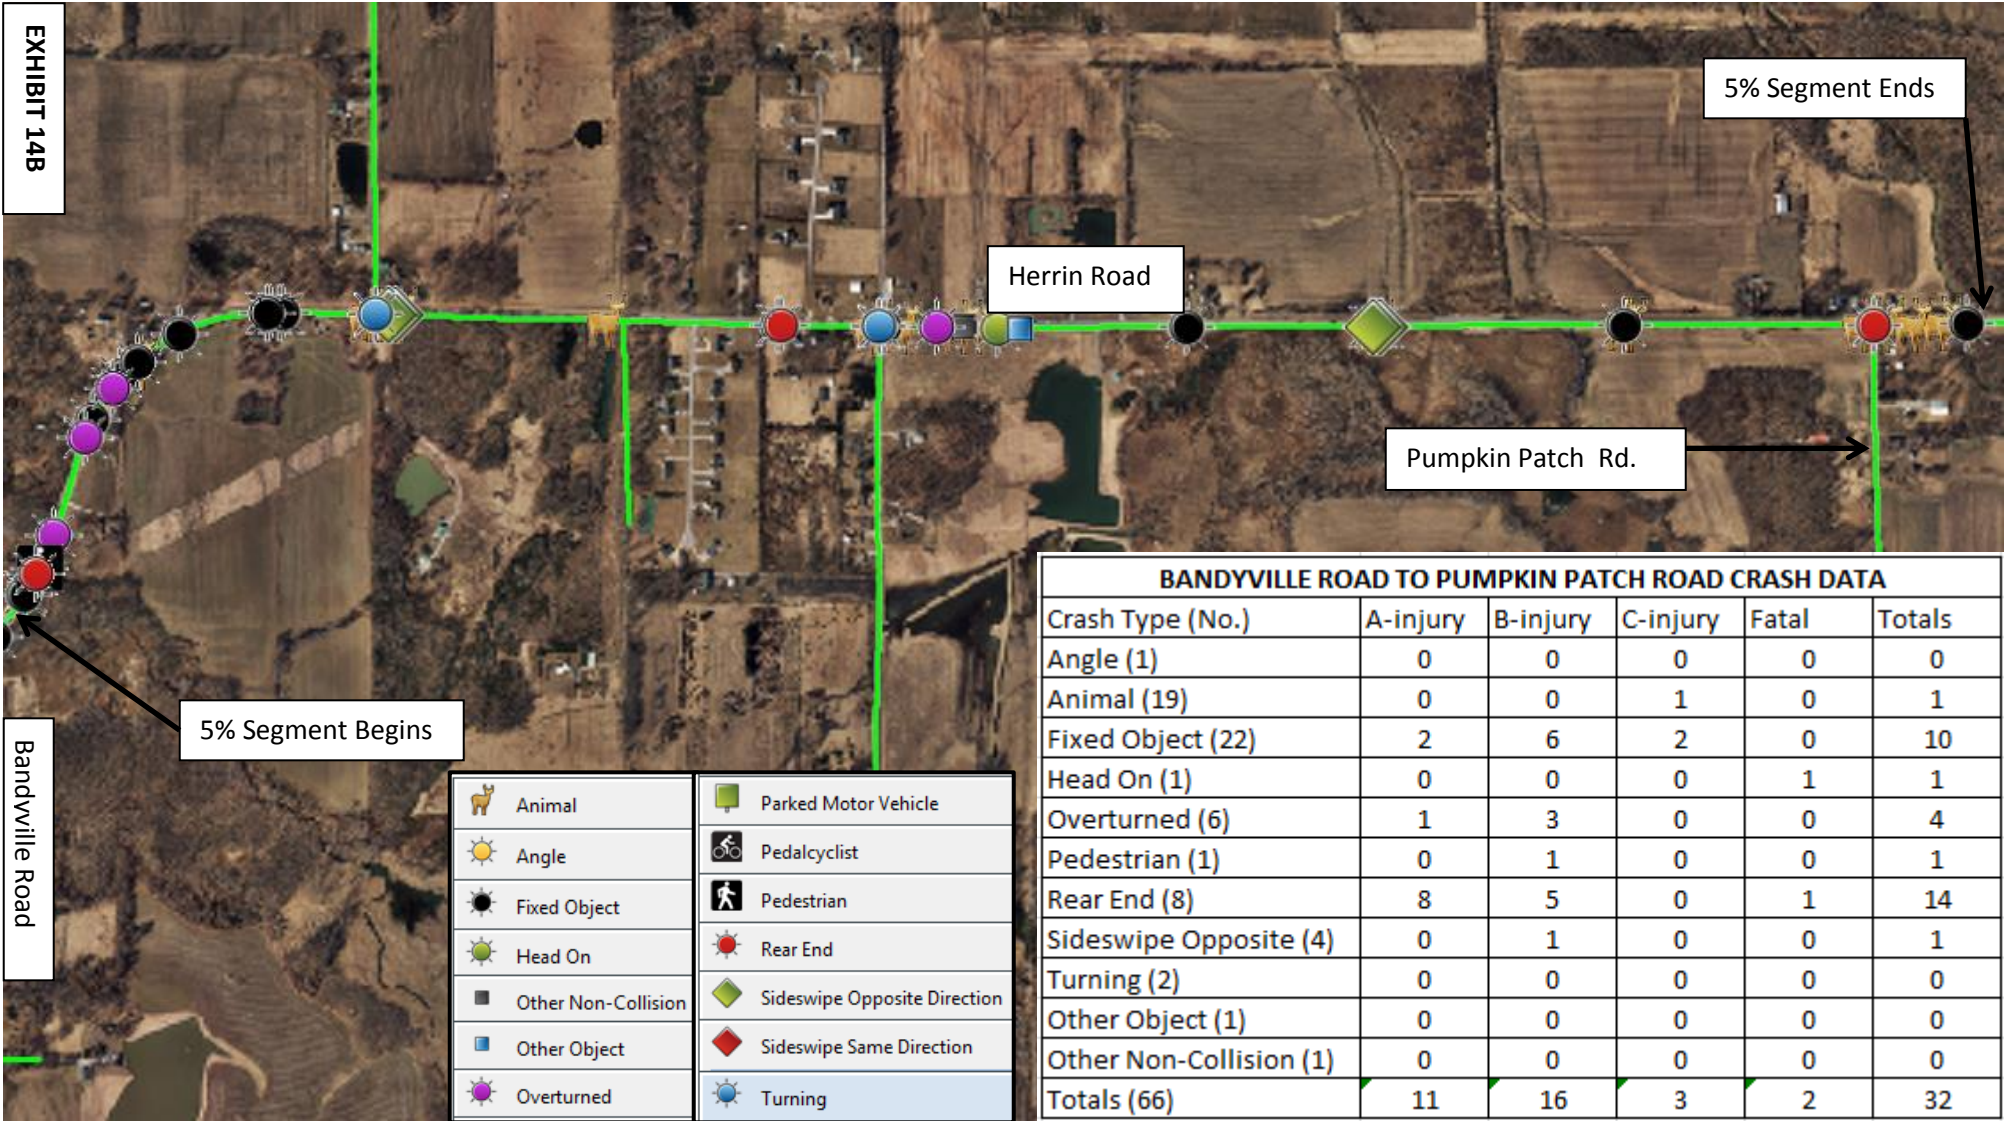 EXHIBIT 14B
5% Segment Ends
Herrin Road
Pumpkin Patch  Rd.
5% Segment Begins
Bandyville Road
Animal
Angle
Fixed Object
Head On
Other Non-Collision
Other Object
Overturned
Parked Motor Vehicle
Pedalcyclist
Pedestrian
Rear End
Sideswipe Opposite Direction
Sideswipe Same Direction
Turning
BANDYVILLE ROAD TO PUMPKIN PATCH ROAD CRASH DATA
Crash Type (No.) A-injury B-injury C-injury Fatal Totals
Angle (1) 0 0 0 0 0
Animal (19) 0 0 1 0 1
Fixed Object (22) 2 6 2 0 10
Head On (1) 0 0 0 1 1
Overturned (6) 1 3 0 0 4
Pedestrian (1) 0 1 0 0 1
Rear End (8) 8 5 0 1 14
Sideswipe Opposite (4) 0 1 0 0 1
Turning (2) 0 0 0 0 0
Other Object (1) 0 0 0 0 0
Other Non-Collision (1) 0 0 0 0 0
Totals (66) 11 16 3 2 32